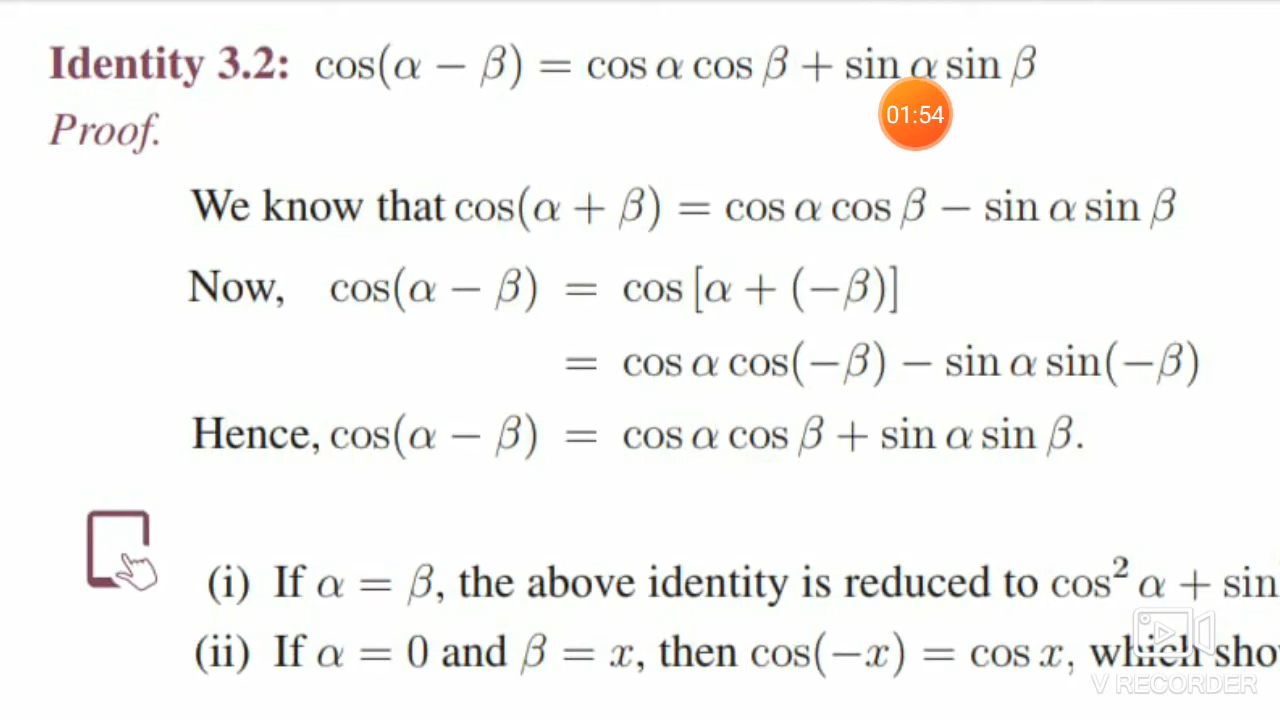 Identity 3.2: cos(α − β) = cos α cos β + sin α sin β
01:54
Proof.
We know that cos(α + β) = cos α cos β − sin α sin β
Now, cos(α − β) = cos [α + (−β)]
= cos α cos(−β) − sin α sin(−β)
Hence, cos(α − β) = cos α cos β + sin α sin β.
(i) If α = β, the above identity is reduced to cos² α + sin
(ii) If α = 0 and β = x, then cos(−x) = cos x, which sho
V RECORDER